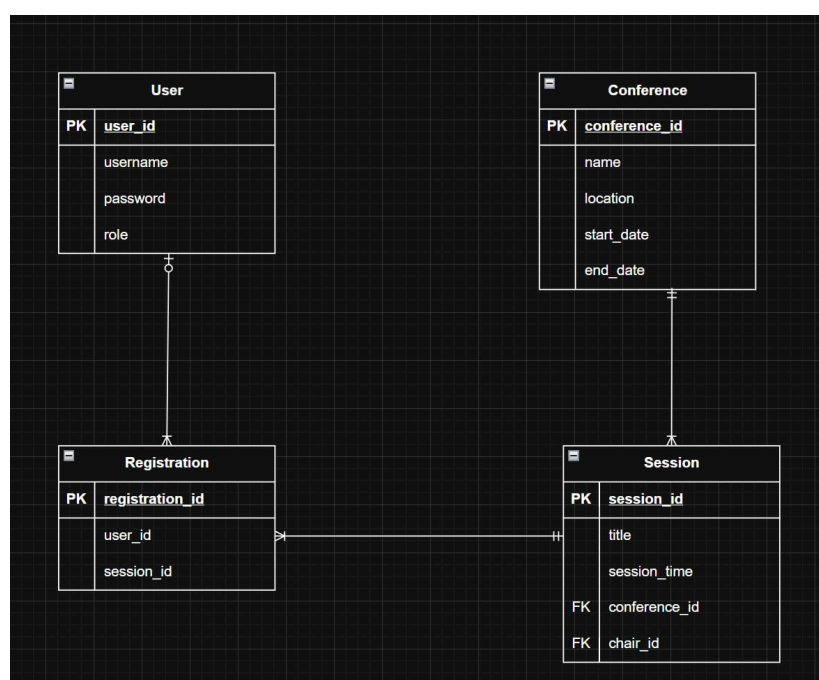 User
PK user_id
username
password
role
Conference
PK conference_id
name
location
start_date
end_date
Registration
PK registration_id
user_id
session_id
Session
PK session_id
title
session_time
FK conference_id
FK chair_id